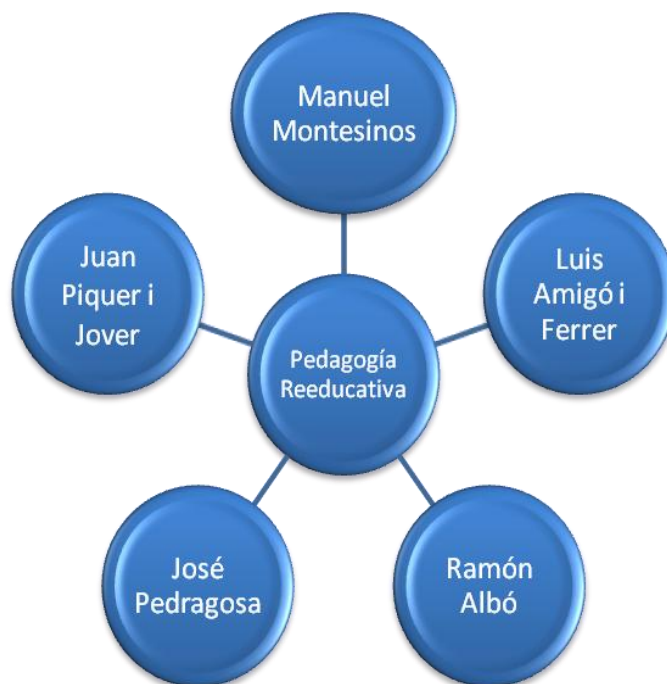 Manuel
Montesinos
Juan
Piquer i
Jover
Luis
Amigó i
Ferrer
Pedagogía
Reeducativa
José
Pedragosa
Ramón
Albó